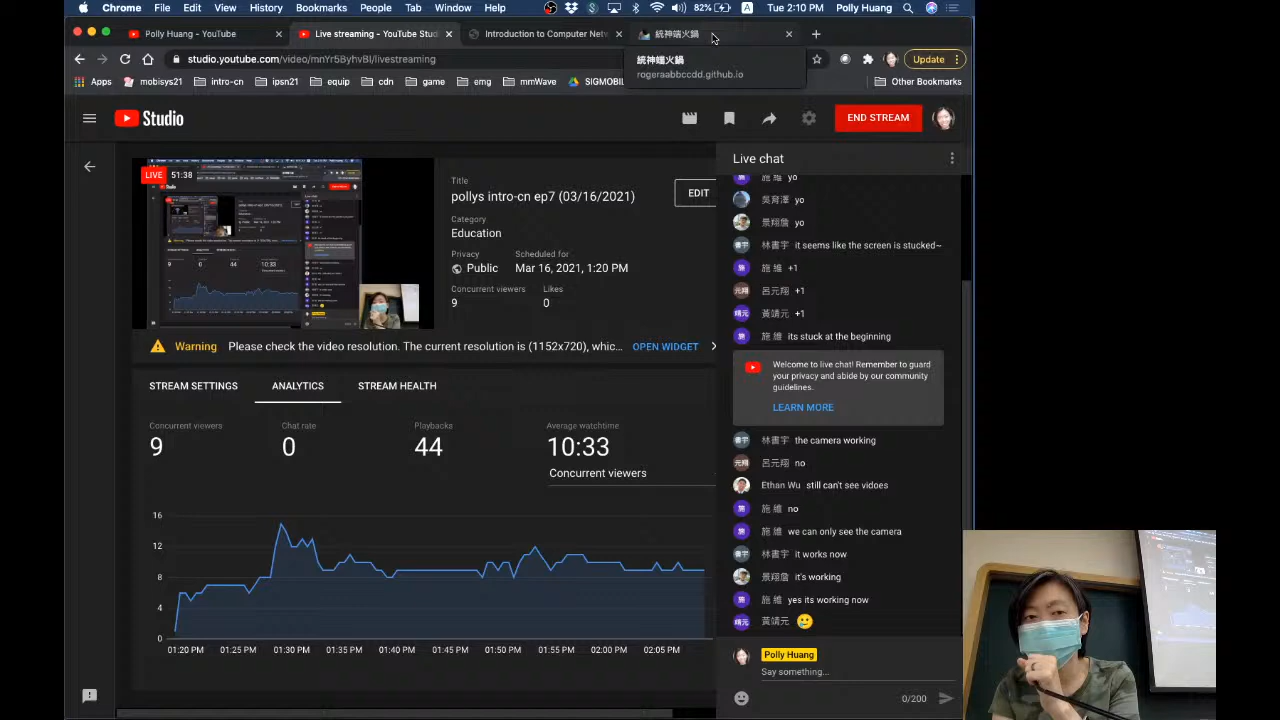 Chrome File Edit View History Bookmarks People Tab Window Help 82% A Tue 2:10 PM Polly Huang
Polly Huang - YouTube
Live streaming - YouTube Stud
Introduction to Computer Netw
統神端火鍋
studio.youtube.com/video/mnYr5ByhvBI/livestreaming
統神端火鍋
rogeraabbccdd.github.io
Update
Apps mobisys21 intro-cn ipsn21 equip cdn emg mmWave SIGMOBIL
Other Bookmarks
Studio
END STREAM
LIVE 51:38
Title
pollys intro-cn ep7 (03/16/2021)
EDIT
Category
Education
Privacy
Public
Scheduled for
Mar 16, 2021, 1:20 PM
Concurrent viewers
9
Likes
0
Warning Please check the video resolution. The current resolution is (1152x720), whic... OPEN WIDGET
STREAM SETTINGS ANALYTICS STREAM HEALTH
Concurrent viewers
9
Chat rate
0
Playbacks
44
Average watchtime
10:33
Concurrent viewers
16
12
8
4
0
01:20 PM 01:25 PM 01:30 PM 01:35 PM 01:40 PM 01:45 PM 01:50 PM 01:55 PM 02:00 PM 02:05 PM
Live chat
施 維 yo
吳育澤 yo
景翔詹 yo
林書宇 it seems like the screen is stucked~
施 維 +1
呂元翔 +1
黃靖元 +1
施 維 its stuck at the beginning
Welcome to live chat! Remember to guard
your privacy and abide by our community
guidelines.
LEARN MORE
林書宇 the camera working
呂元翔 no
Ethan Wu still can't see vidoes
施 維 no
施 維 we can only see the camera
林書宇 it works now
景翔詹 it's working
施 維 yes its working now
黃靖元
Polly Huang
Say something...
0/200